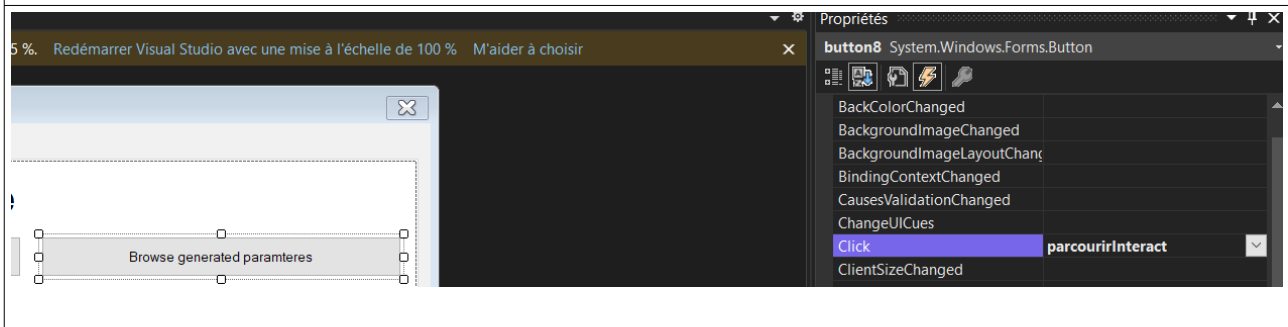 Propriétés
5 %. Redémarrer Visual Studio avec une mise à l'échelle de 100 % M'aider à choisir
button8 System.Windows.Forms.Button
BackColorChanged
BackgroundImageChanged
BackgroundImageLayoutChang
BindingContextChanged
CausesValidationChanged
ChangeUICues
Click parcourirInteract
ClientSizeChanged
Browse generated paramteres